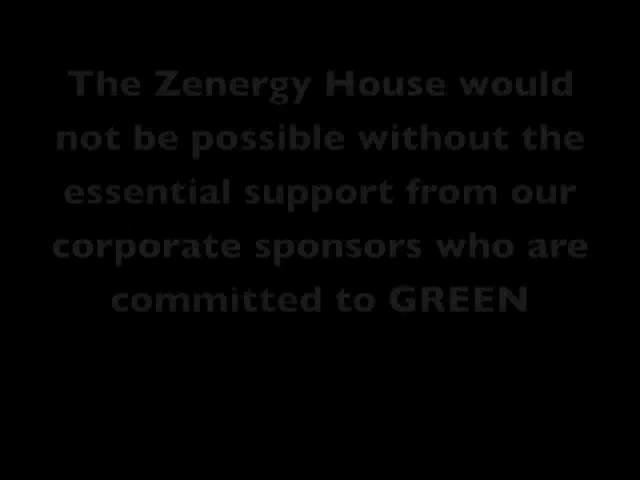 The Zenergy House would
not be possible without the
essential support from our
corporate sponsors who are
committed to GREEN